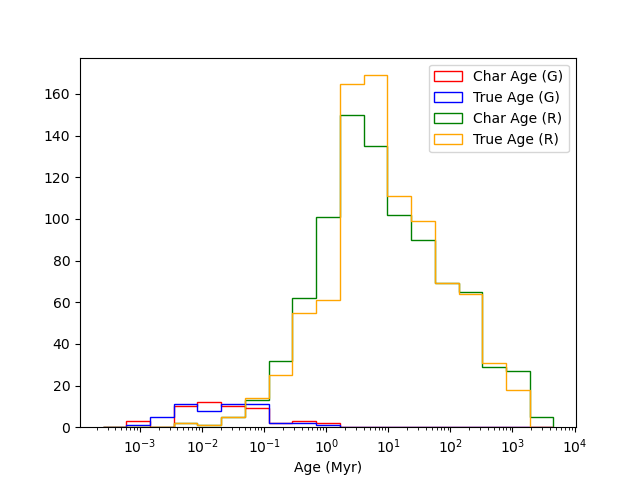 Char Age (G)
True Age (G)
Char Age (R)
True Age (R)
160
140
120
100
80
60
40
20
0
10⁻³ 10⁻² 10⁻¹ 10⁰ 10¹ 10² 10³ 10⁴
Age (Myr)